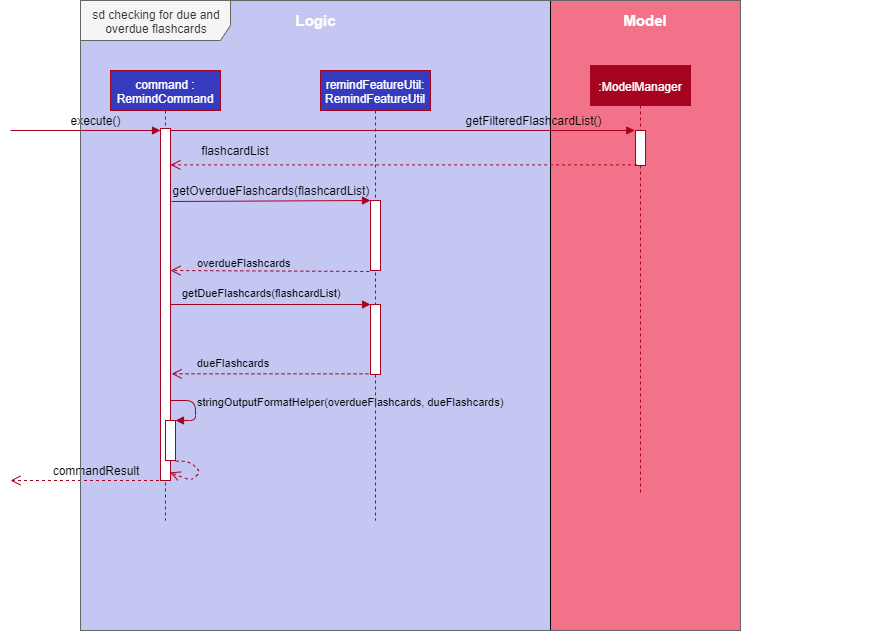 sd checking for due and
overdue flashcards
Logic
Model
command :
RemindCommand
remindFeatureUtil:
RemindFeatureUtil
:ModelManager
execute()
getFilteredFlashcardList()
flashcardList
getOverdueFlashcards(flashcardList)
overdueFlashcards
getDueFlashcards(flashcardList)
dueFlashcards
stringOutputFormatHelper(overdueFlashcards, dueFlashcards)
commandResult